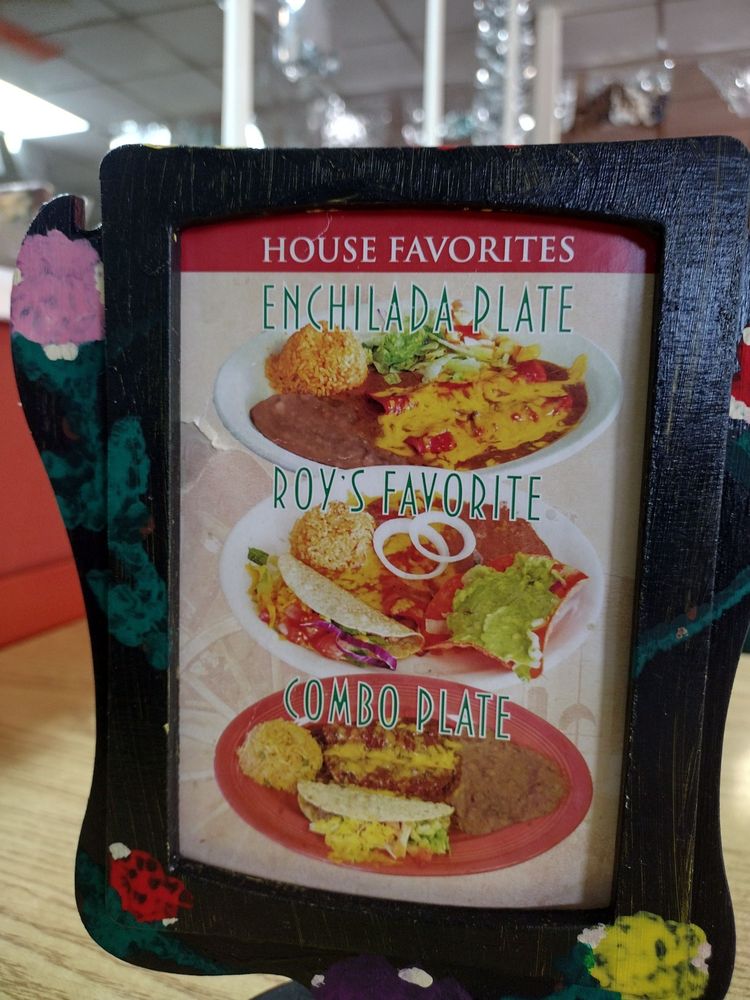 HOUSE FAVORITES
ENCHILADA PLATE
ROY'S FAVORITE
COMBO PLATE